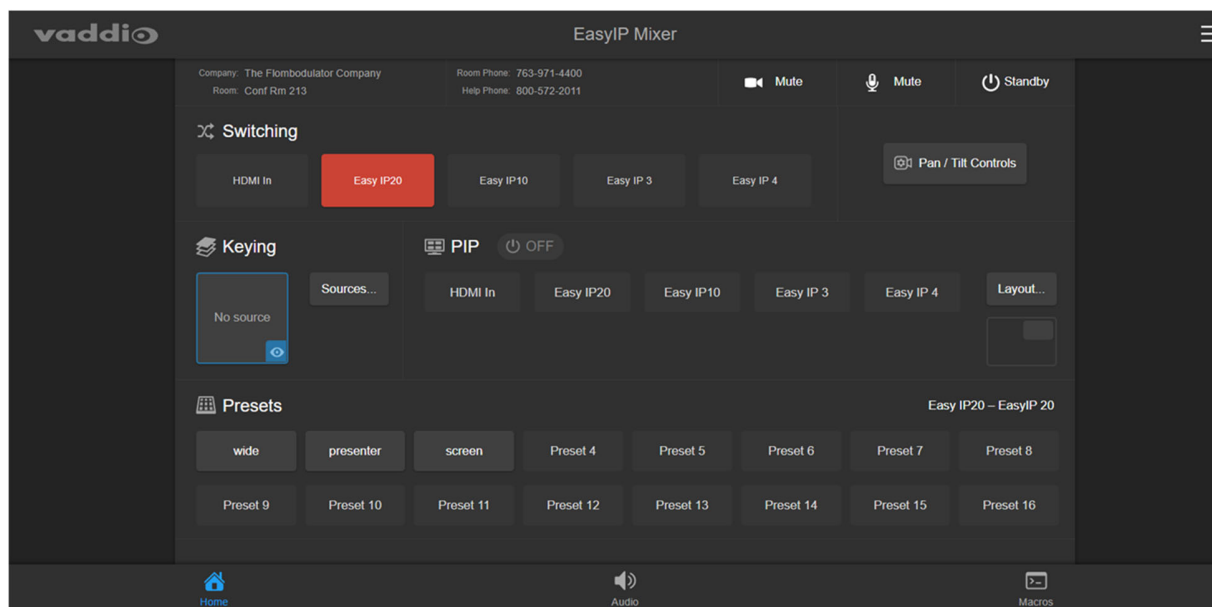 vaddio
EasyIP Mixer
Company: The Flombodulator Company
Room: Conf Rm 213
Room Phone: 763-971-4400
Help Phone: 800-572-2011
Mute
Mute
Standby
Switching
HDMI In
Easy IP20
Easy IP10
Easy IP 3
Easy IP 4
Pan / Tilt Controls
Keying
PIP
OFF
No source
Sources...
HDMI In
Easy IP20
Easy IP10
Easy IP 3
Easy IP 4
Layout...
Presets
Easy IP20 – EasyIP 20
wide
presenter
screen
Preset 4
Preset 5
Preset 6
Preset 7
Preset 8
Preset 9
Preset 10
Preset 11
Preset 12
Preset 13
Preset 14
Preset 15
Preset 16
Home
Audio
Macros